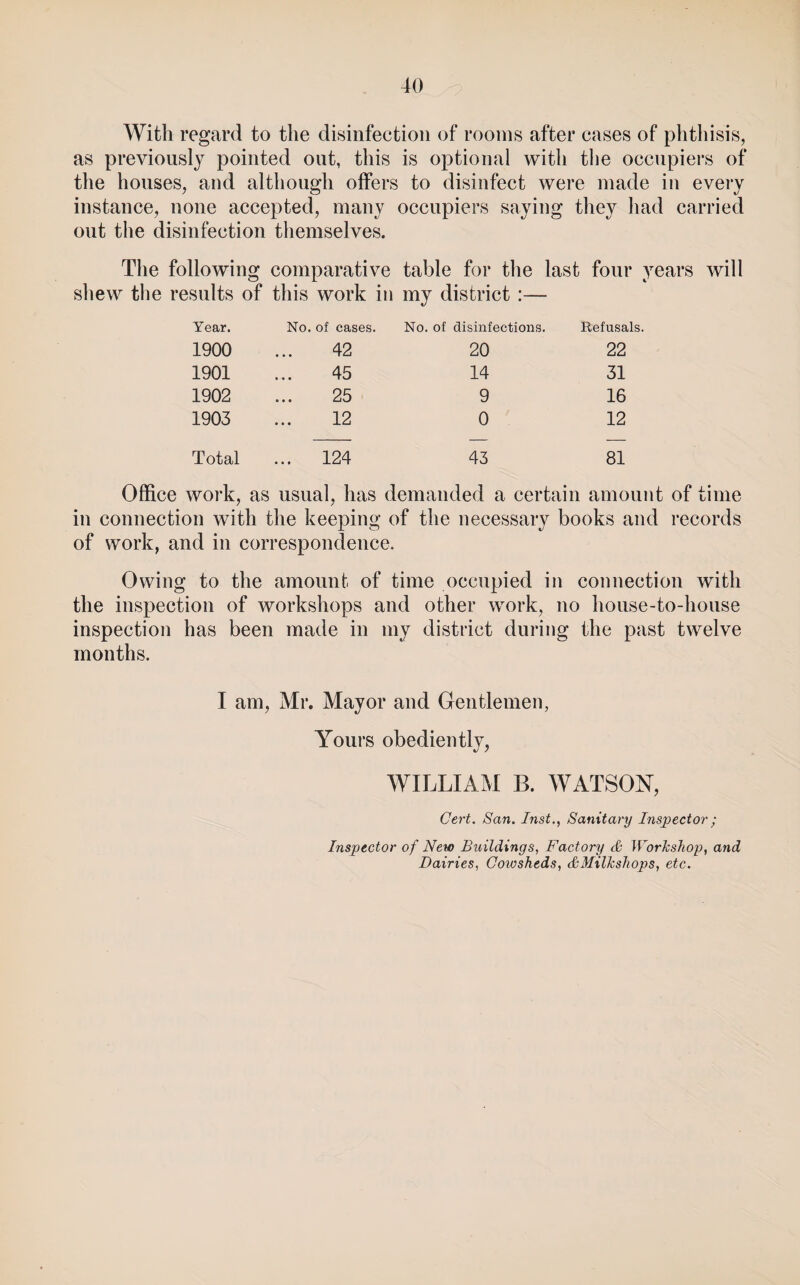 40
With regard to the disinfection of rooms after cases of phthisis,
as previously pointed out, this is optional with the occupiers of
the houses, and although offers to disinfect were made in every
instance, none accepted, many occupiers saying they had carried
out the disinfection themselves.
The following comparative table for the last four years will
shew the results of this work in my district :—
Year. No. of cases. No. of disinfections. Refusals.
1900 ... 42 20 22
1901 ... 45 14 31
1902 ... 25 9 16
1903 ... 12 0 12
Total ... 124 43 81
Office work, as usual, has demanded a certain amount of time
in connection with the keeping of the necessary books and records
of work, and in correspondence.
Owing to the amount of time occupied in connection with
the inspection of workshops and other work, no house-to-house
inspection has been made in my district during the past twelve
months.
I am, Mr. Mayor and Gentlemen,
Yours obediently,
WILLIAM B. WATSON,
Cert. San. Inst., Sanitary Inspector;
Inspector of New Buildings, Factory & Workshop, and
Dairies, Cowsheds, &Milkshops, etc.